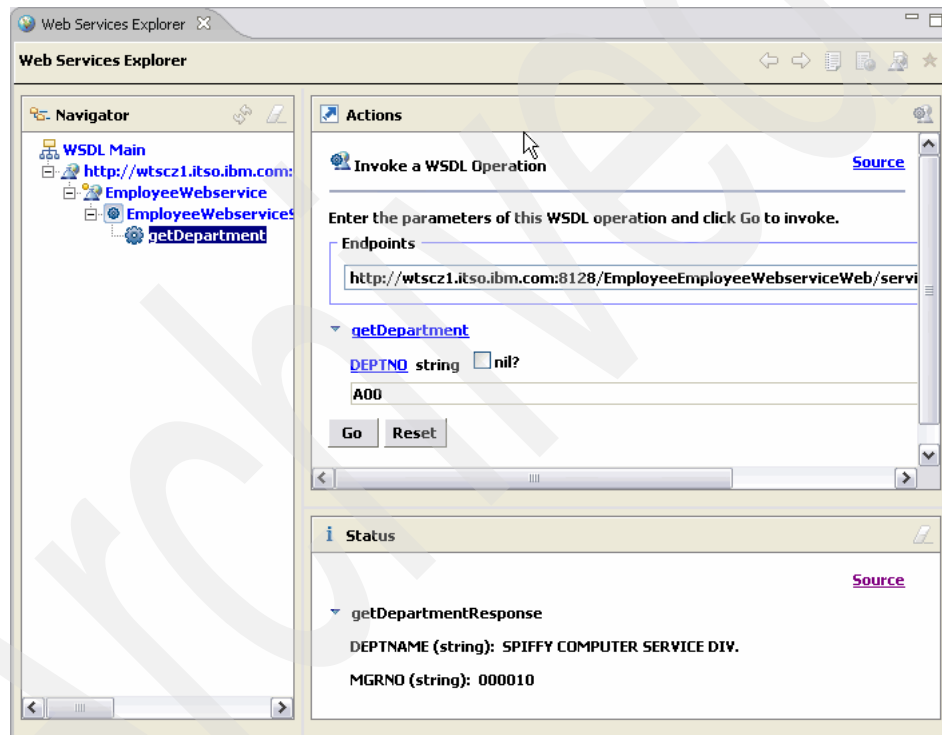 Web Services Explorer
Web Services Explorer
Navigator
WSDL Main
http://wtscz1.itso.ibm.com:
EmployeeWebservice
EmployeeWebserviceS
getDepartment
Actions
Invoke a WSDL Operation
Source
Enter the parameters of this WSDL operation and click Go to invoke.
Endpoints
http://wtscz1.itso.ibm.com:8128/EmployeeEmployeeWebserviceWeb/servi
getDepartment
DEPTNO string nil?
A00
Go Reset
i Status
Source
getDepartmentResponse
DEPTNAME (string): SPIFFY COMPUTER SERVICE DIV.
MGRNO (string): 000010